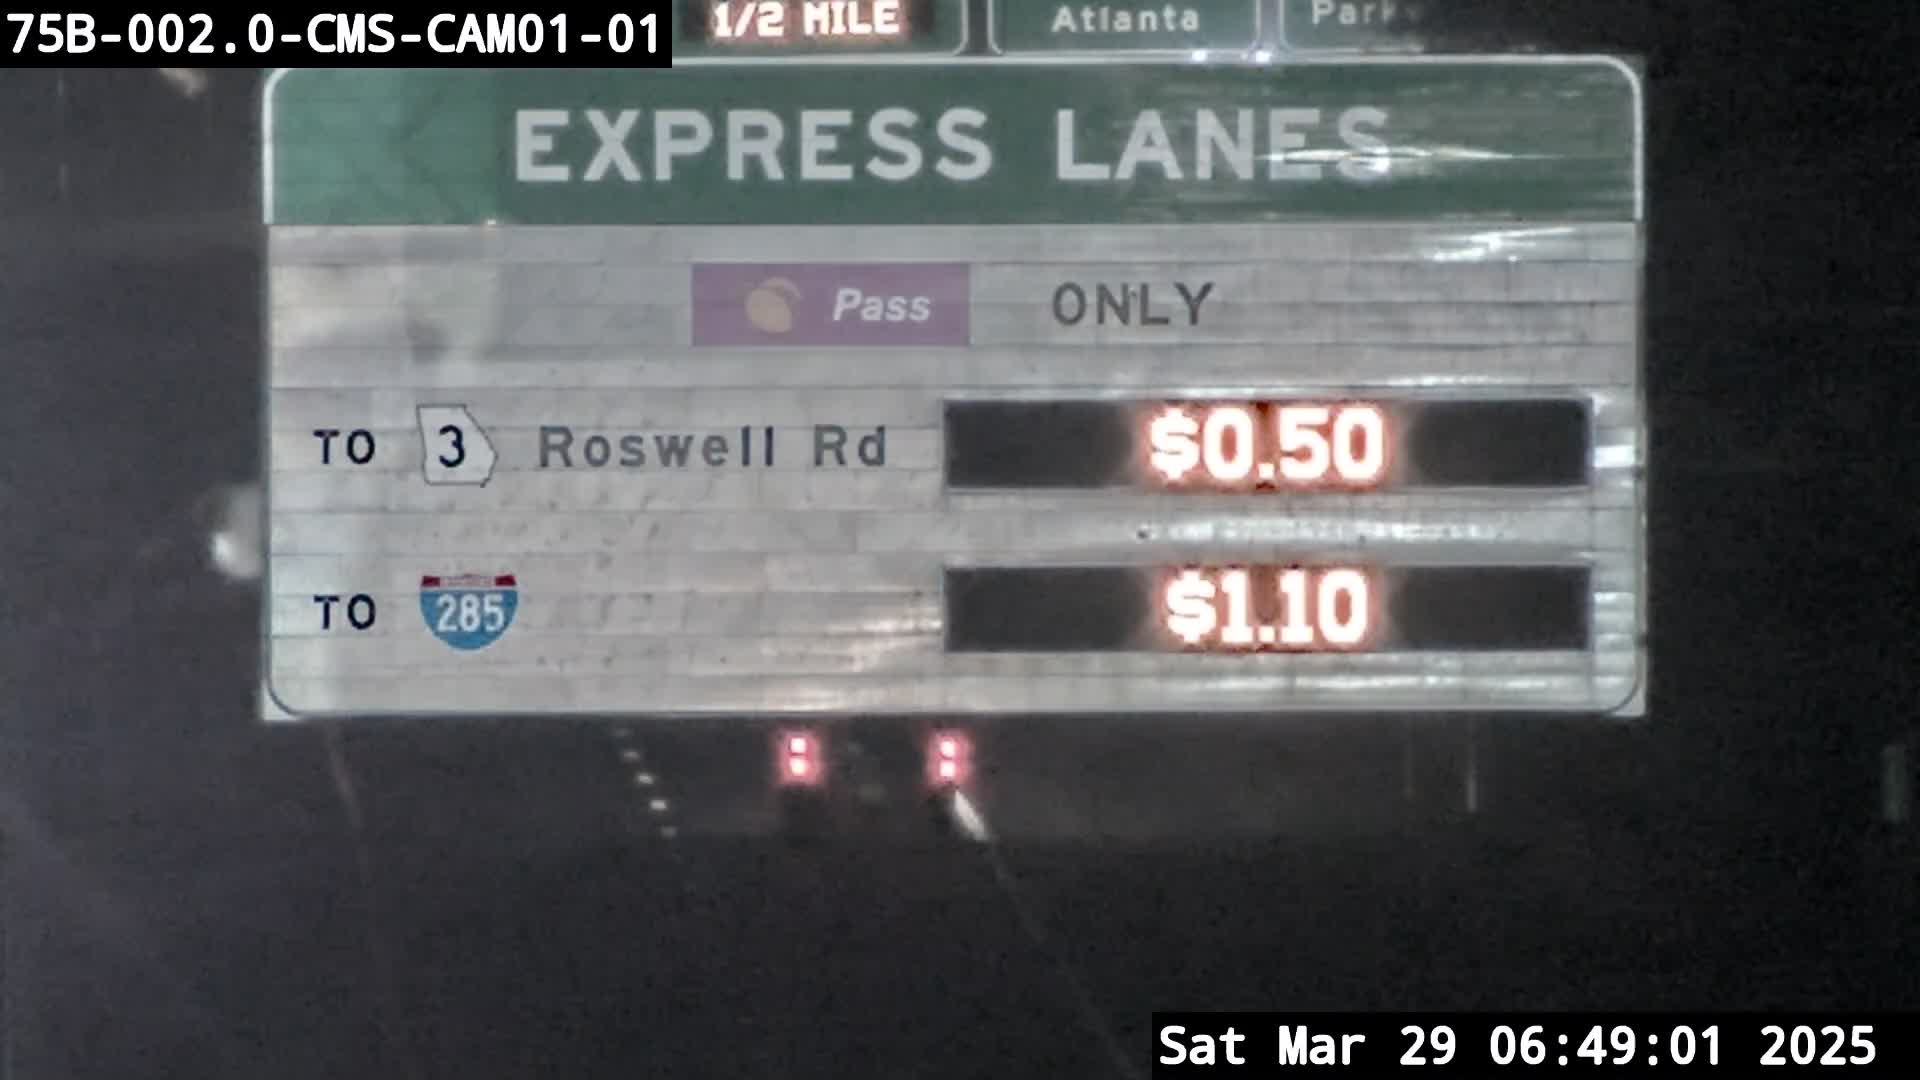 75B-002.0-CMS-CAM01-01
1/2 MILE
Atlanta
EXPRESS LANES
Pass ONLY
TO 3 Roswell Rd $0.50
TO 285 $1.10
Sat Mar 29 06:49:01 2025